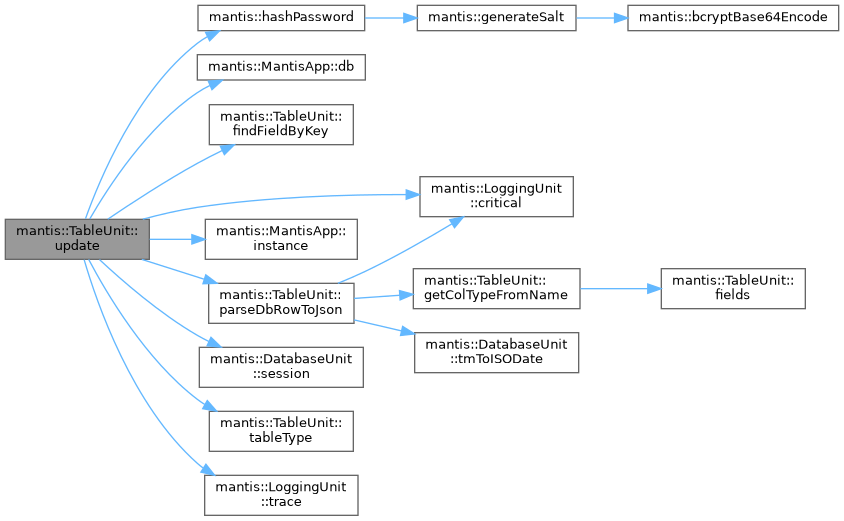 mantis::hashPassword
mantis::generateSalt
mantis::bcryptBase64Encode
mantis::MantisApp::db
mantis::TableUnit::
findFieldByKey
mantis::LoggingUnit
::critical
mantis::TableUnit::
update
mantis::MantisApp::
instance
mantis::TableUnit::
parseDbRowToJson
mantis::TableUnit::
getColTypeFromName
mantis::TableUnit::
fields
mantis::DatabaseUnit
::tmToISODate
mantis::DatabaseUnit
::session
mantis::TableUnit::
tableType
mantis::LoggingUnit
::trace